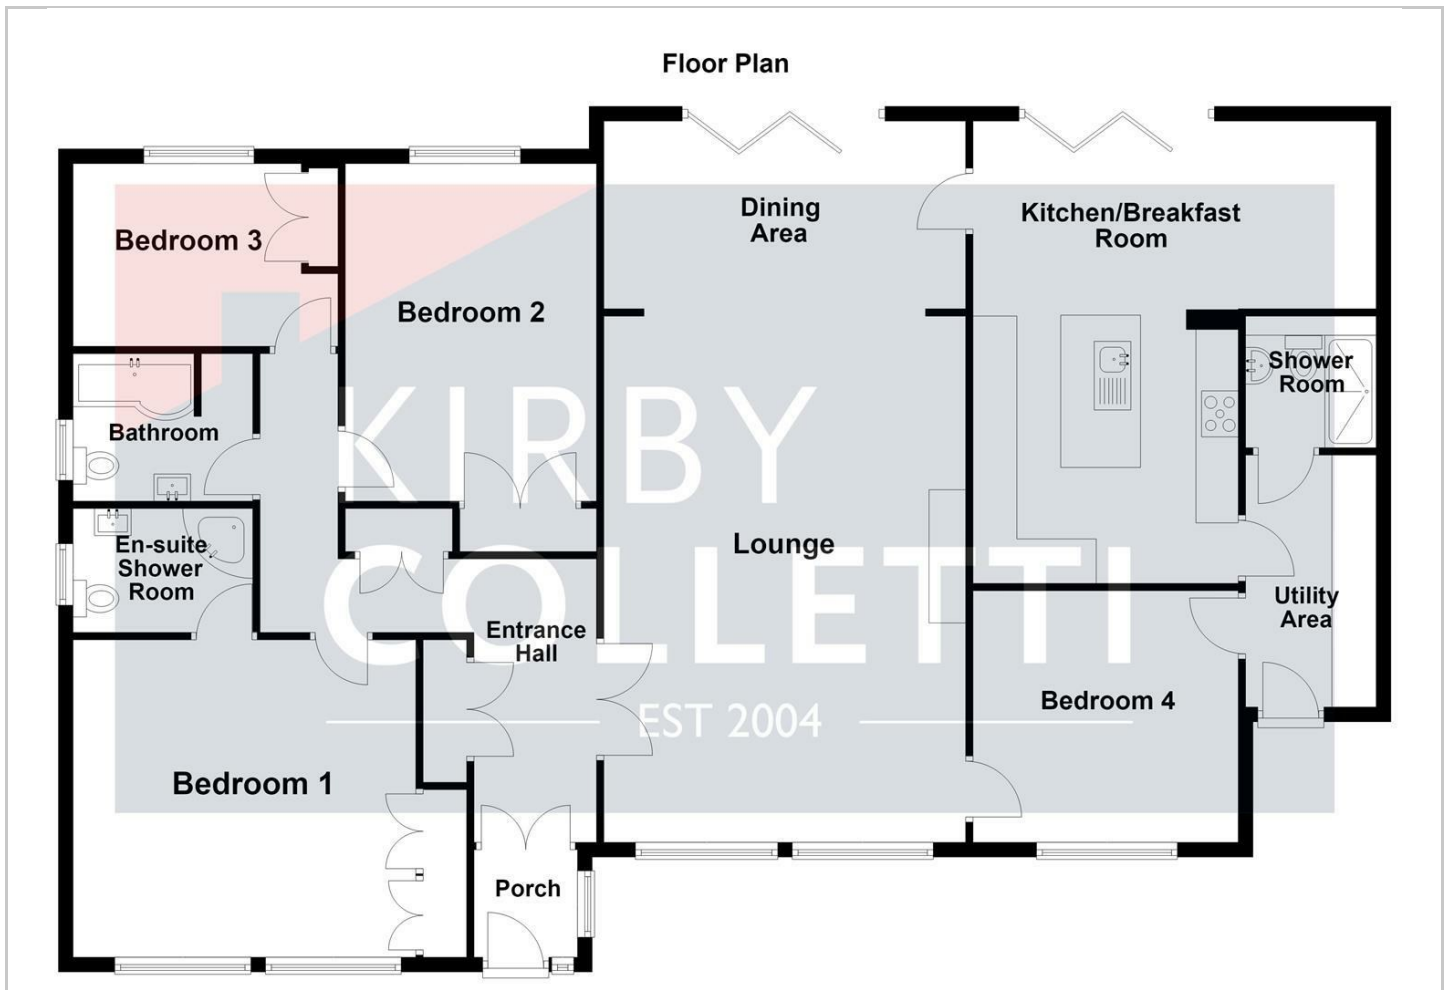 Floor Plan
Dining
Area
Kitchen/Breakfast
Room
Bedroom 3
Bedroom 2
Shower
Room
Bathroom
KIRBY
COLLETTI
EST 2004
En-suite
Shower
Room
Lounge
Utility
Area
Entrance
Hall
Bedroom 4
Bedroom 1
Porch